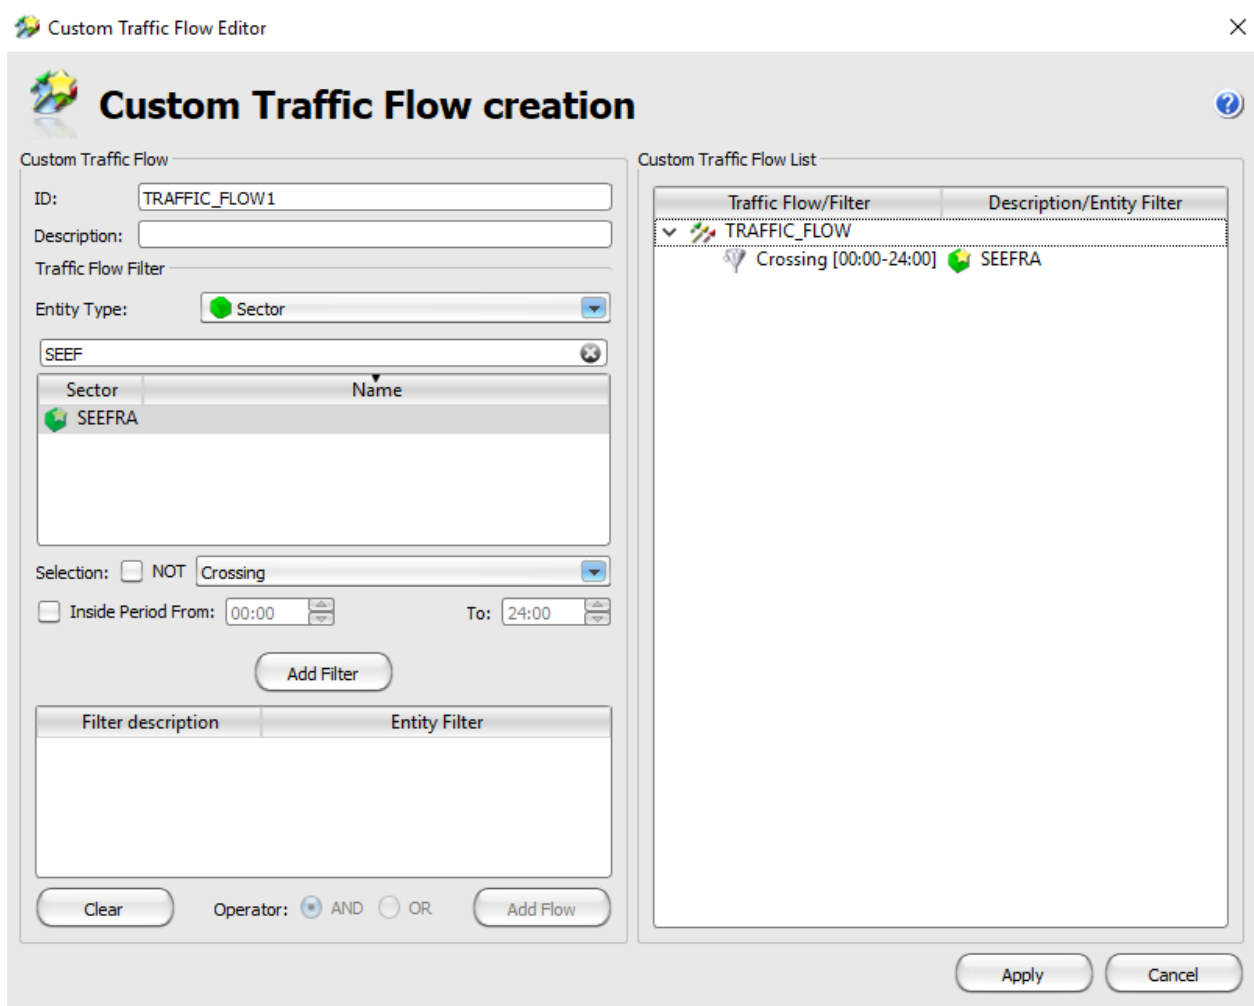 Custom Traffic Flow Editor
Custom Traffic Flow creation
Custom Traffic Flow
ID: TRAFFIC_FLOW1
Description:
Traffic Flow Filter
Entity Type: Sector
SEEF
Sector Name
SEEFRA
Selection: NOT Crossing
Inside Period From: 00:00 To: 24:00
Add Filter
Filter description Entity Filter
Clear Operator: AND OR Add Flow
Custom Traffic Flow List
Traffic Flow/Filter Description/Entity Filter
TRAFFIC_FLOW
Crossing [00:00-24:00] SEEFRA
Apply Cancel